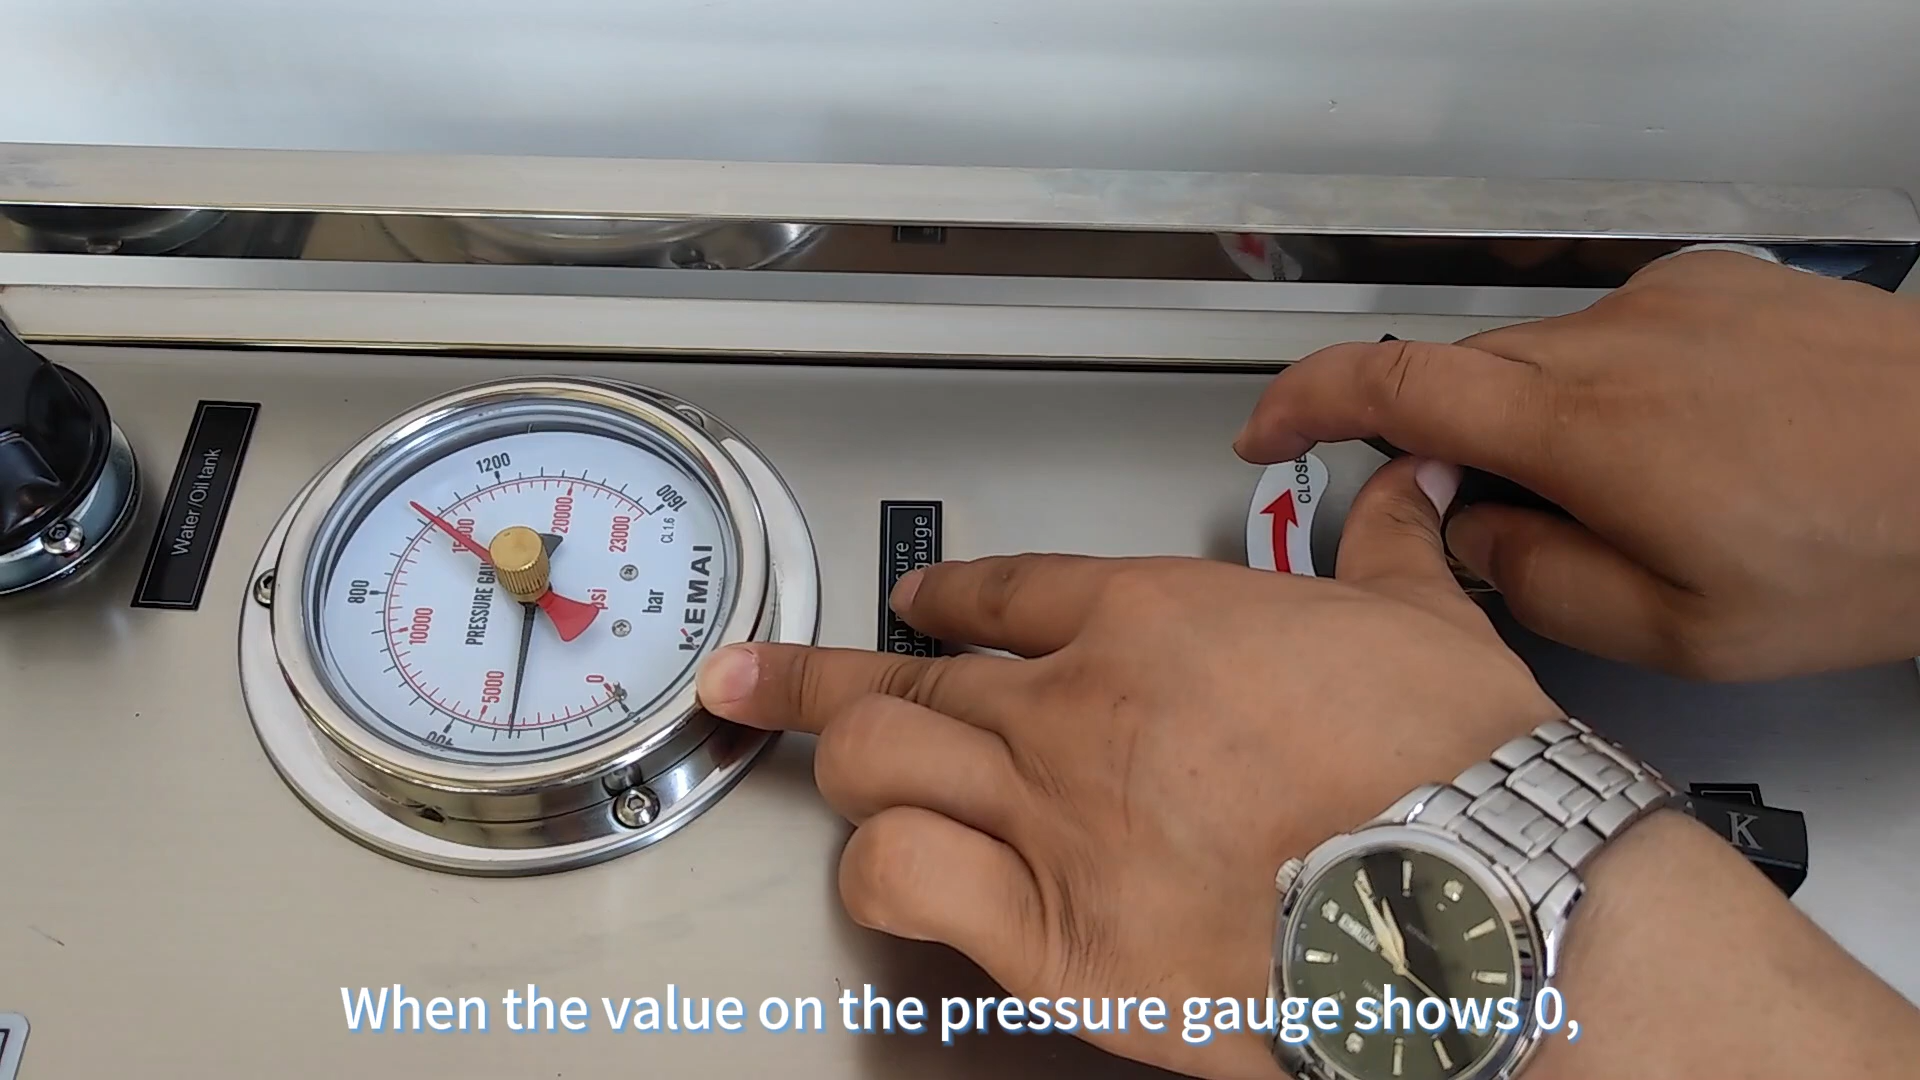 Water/Oil tank
1200
1600
CL 1.6
20000
23000
800
10000
PRESSURE GAU
psi
bar
KEMAI
5000
0
400
CLOSE
gauge
K
When the value on the pressure gauge shows 0,